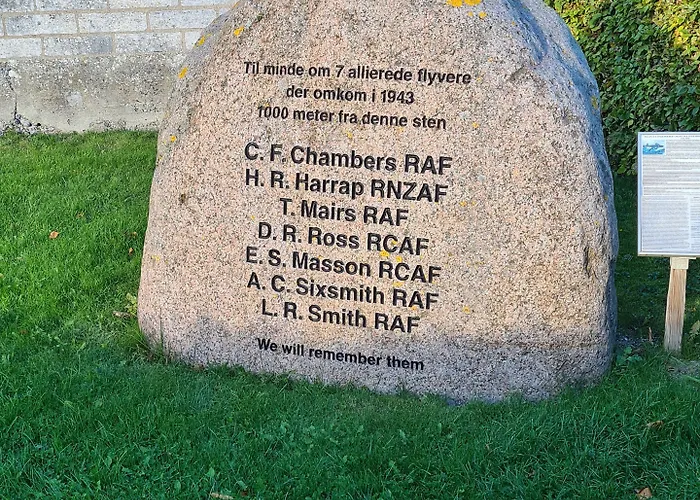 Til minde om 7 allierede flyvere
der omkom i 1943
1000 meter fra denne sten
C. F. Chambers RAF
H. R. Harrap RNZAF
T. Mairs RAF
D. R. Ross RCAF
E. S. Masson RCAF
A. C. Sixsmith RAF
L. R. Smith RAF
We will remember them